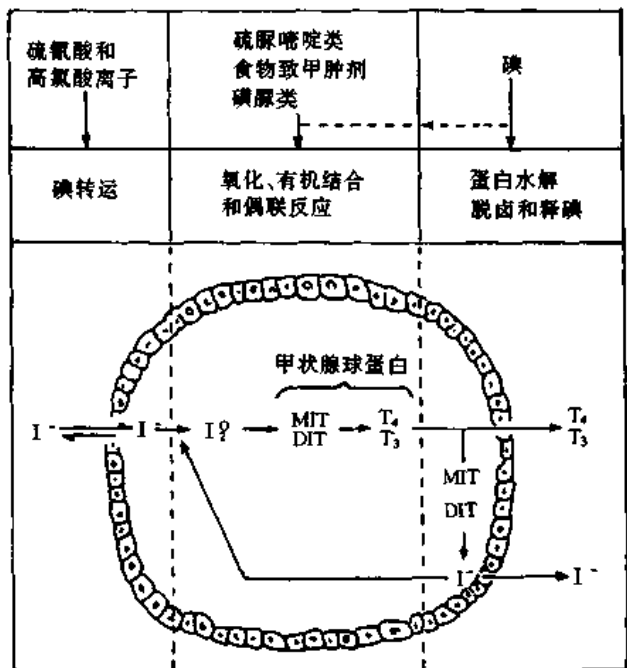 硫氰酸和
高氯酸离子
硫脲嘧啶类
食物致甲肿剂
磺脲类
碘
碘转运
氧化、有机结合
和偶联反应
蛋白水解
脱卤和释碘
甲状腺球蛋白
I⁻
I⁻
I⁰
MIT
DIT
T₄
T₃
T₄
T₃
MIT
DIT
I⁻
I⁻